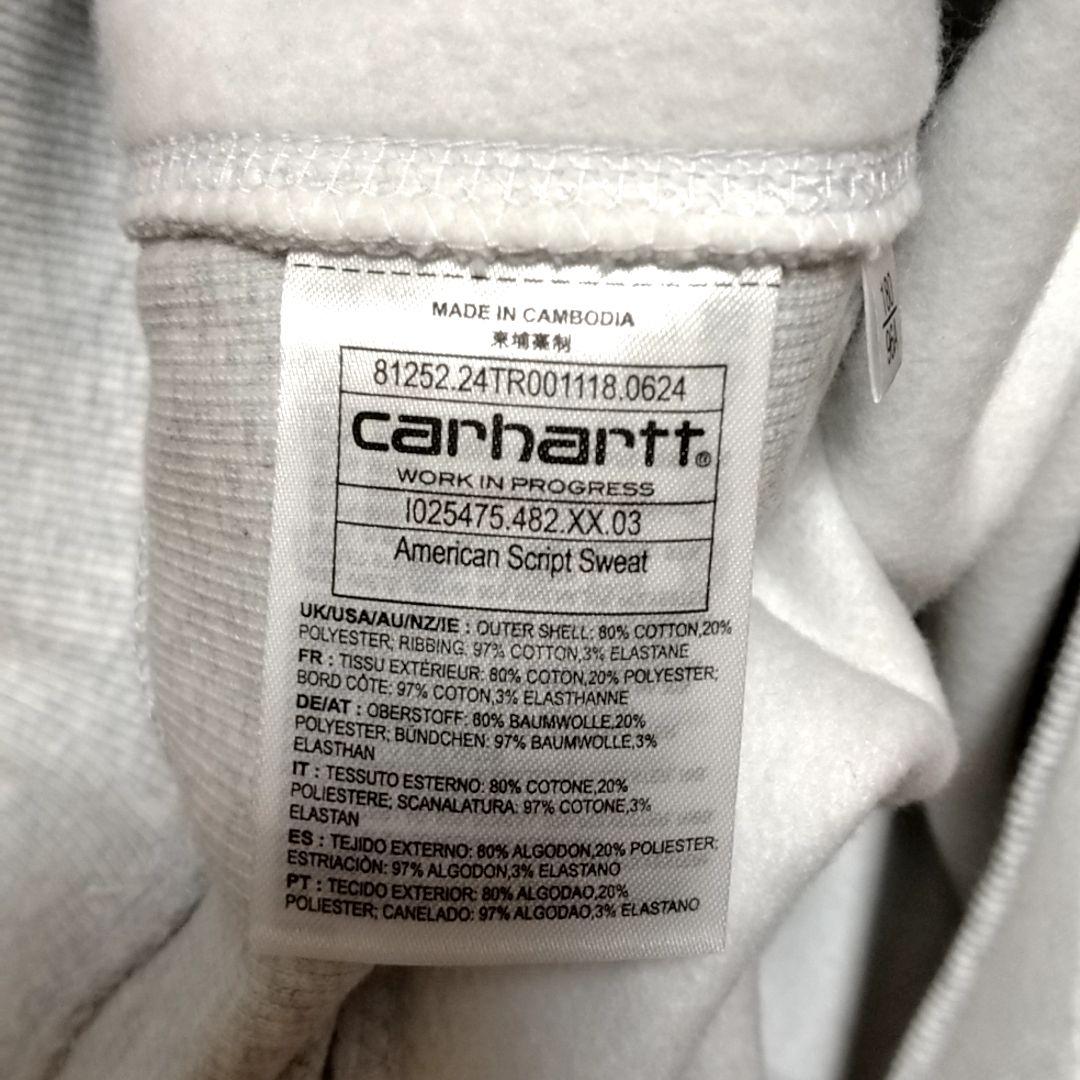 MADE IN CAMBODIA
柬埔寨制
81252.24TR001118.0624
carhartt®
WORK IN PROGRESS
I025475.482.XX.03
American Script Sweat
UK/USA/AU/NZ/IE : OUTER SHELL: 80% COTTON,20%
POLYESTER; RIBBING: 97% COTTON,3% ELASTANE
FR : TISSU EXTÉRIEUR: 80% COTON,20% POLYESTER;
BORD CÔTE: 97% COTON,3% ELASTHANNE
DE/AT : OBERSTOFF: 80% BAUMWOLLE,20%
POLYESTER; BÜNDCHEN: 97% BAUMWOLLE,3%
ELASTHAN
IT : TESSUTO ESTERNO: 80% COTONE,20%
POLIESTERE; SCANALATURA: 97% COTONE,3%
ELASTAN
ES : TEJIDO EXTERNO: 80% ALGODON,20% POLIESTER;
ESTRIACIÓN: 97% ALGODON,3% ELASTANO
PT : TECIDO EXTERIOR: 80% ALGODAO,20%
POLIESTER; CANELADO: 97% ALGODAO,3% ELASTANO